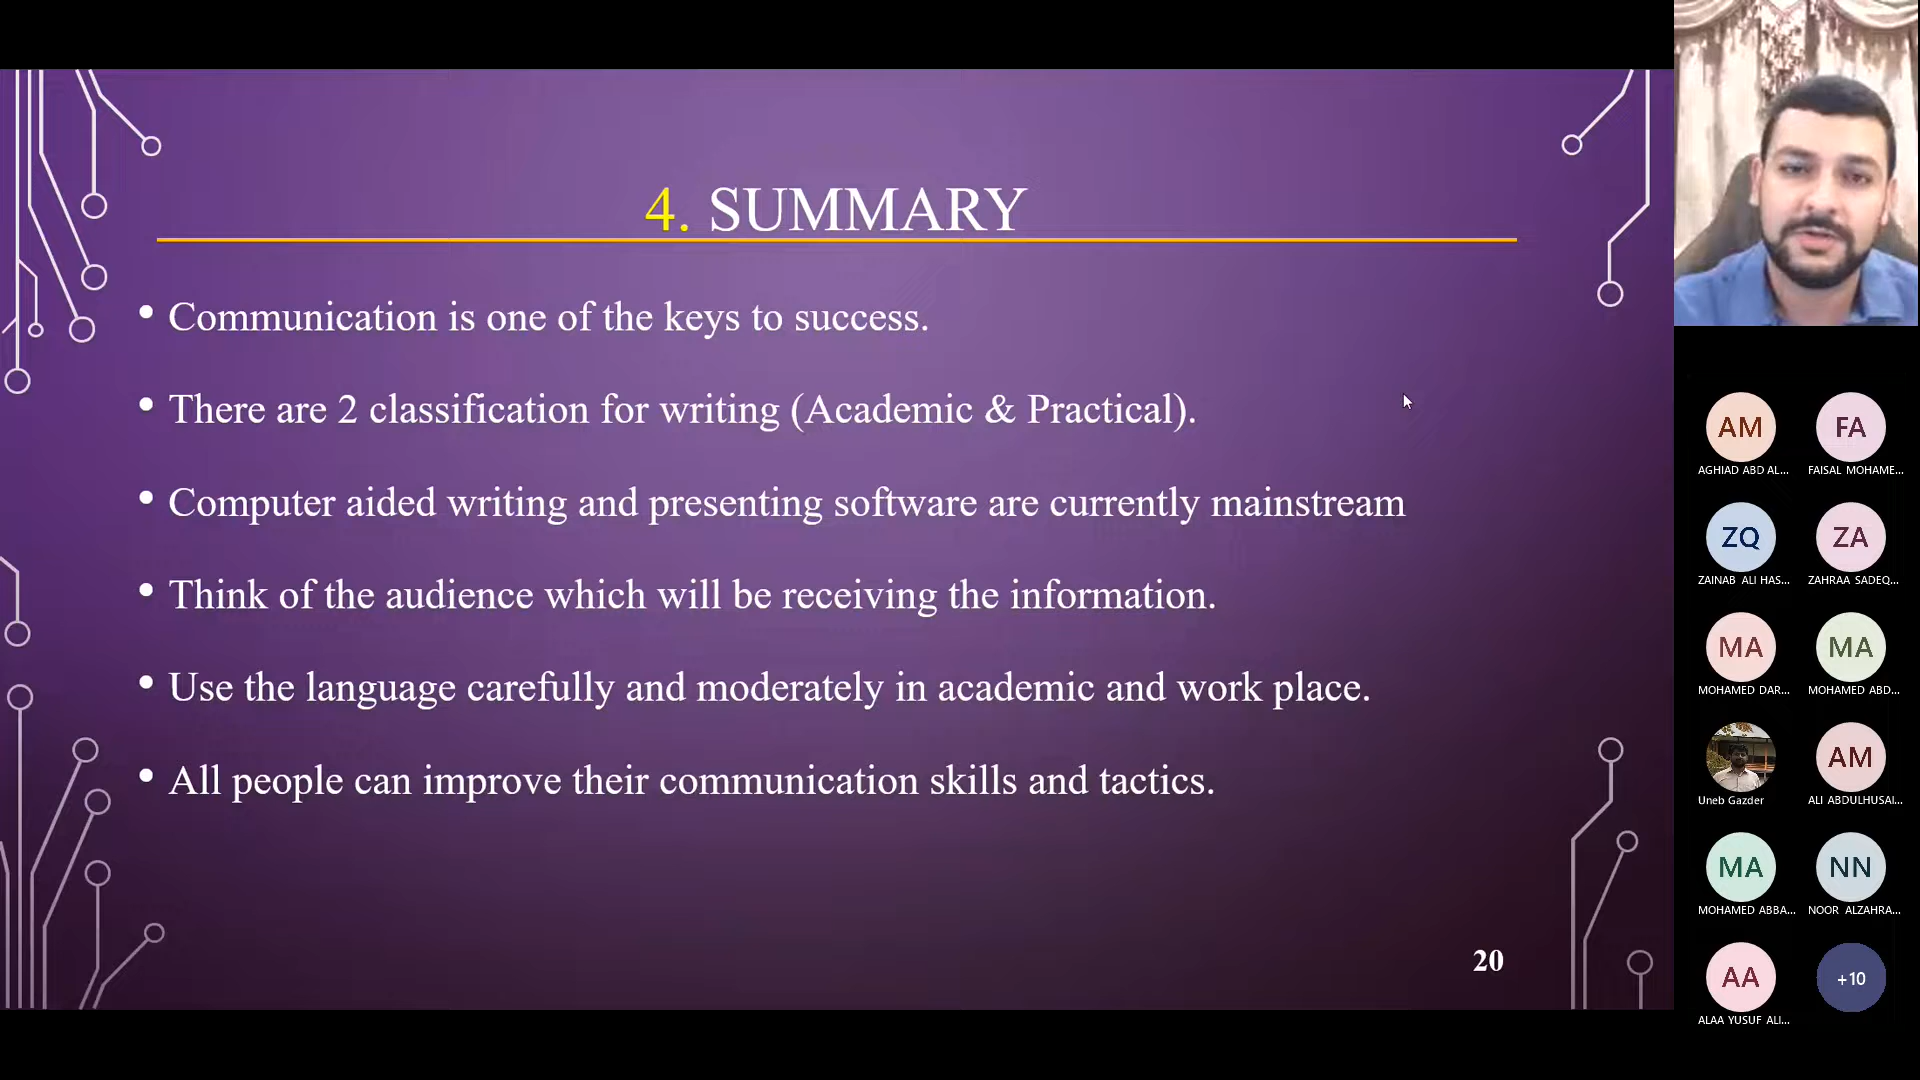 4. SUMMARY
• Communication is one of the keys to success.
• There are 2 classification for writing (Academic & Practical).
• Computer aided writing and presenting software are currently mainstream
• Think of the audience which will be receiving the information.
• Use the language carefully and moderately in academic and work place.
• All people can improve their communication skills and tactics.
20
AM
FA
AGHIAD ABD AL...
FAISAL MOHAME...
ZQ
ZA
ZAINAB ALI HAS...
ZAHRAA SADEQ...
MA
MA
MOHAMED DAR...
MOHAMED ABD...
AM
Uneb Gazder
ALI ABDULHUSAI...
MA
NN
MOHAMED ABBA...
NOOR ALZAHRA...
AA
+10
ALAA YUSUF ALI...